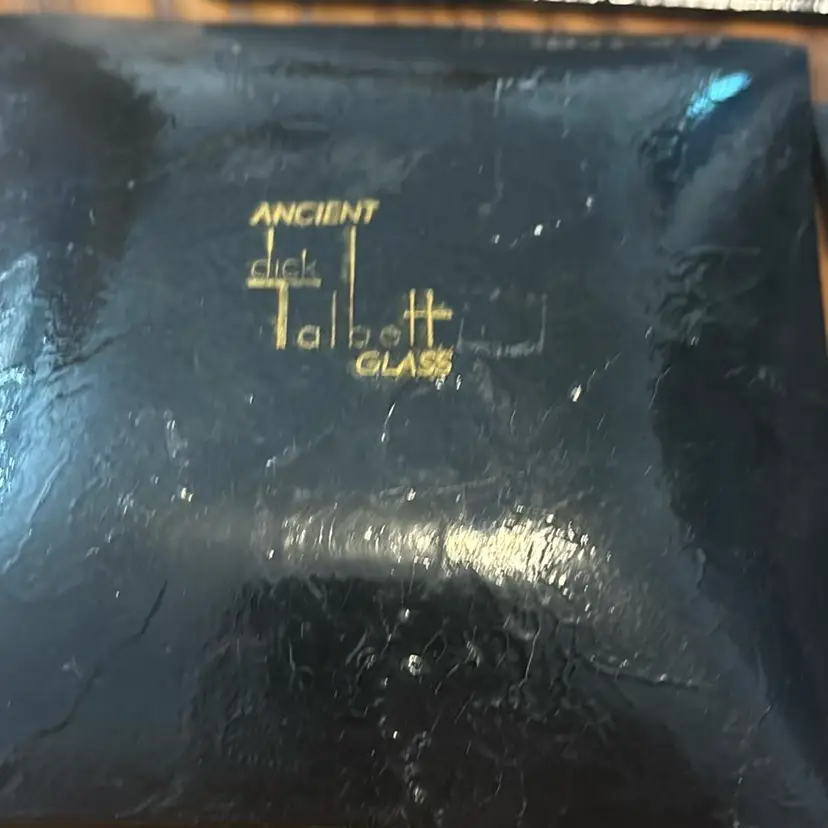 ANCIENT
dick
Talbott
GLASS